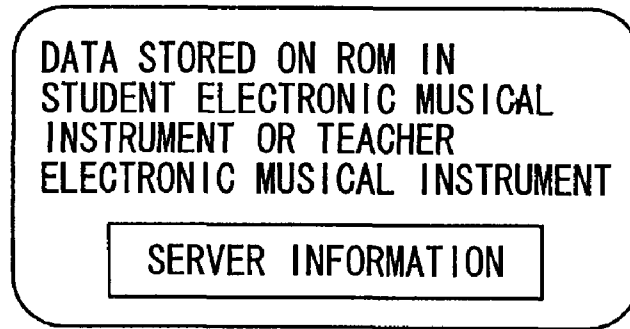 DATA STORED ON ROM IN
STUDENT ELECTRONIC MUSICAL
INSTRUMENT OR TEACHER
ELECTRONIC MUSICAL INSTRUMENT
SERVER INFORMATION